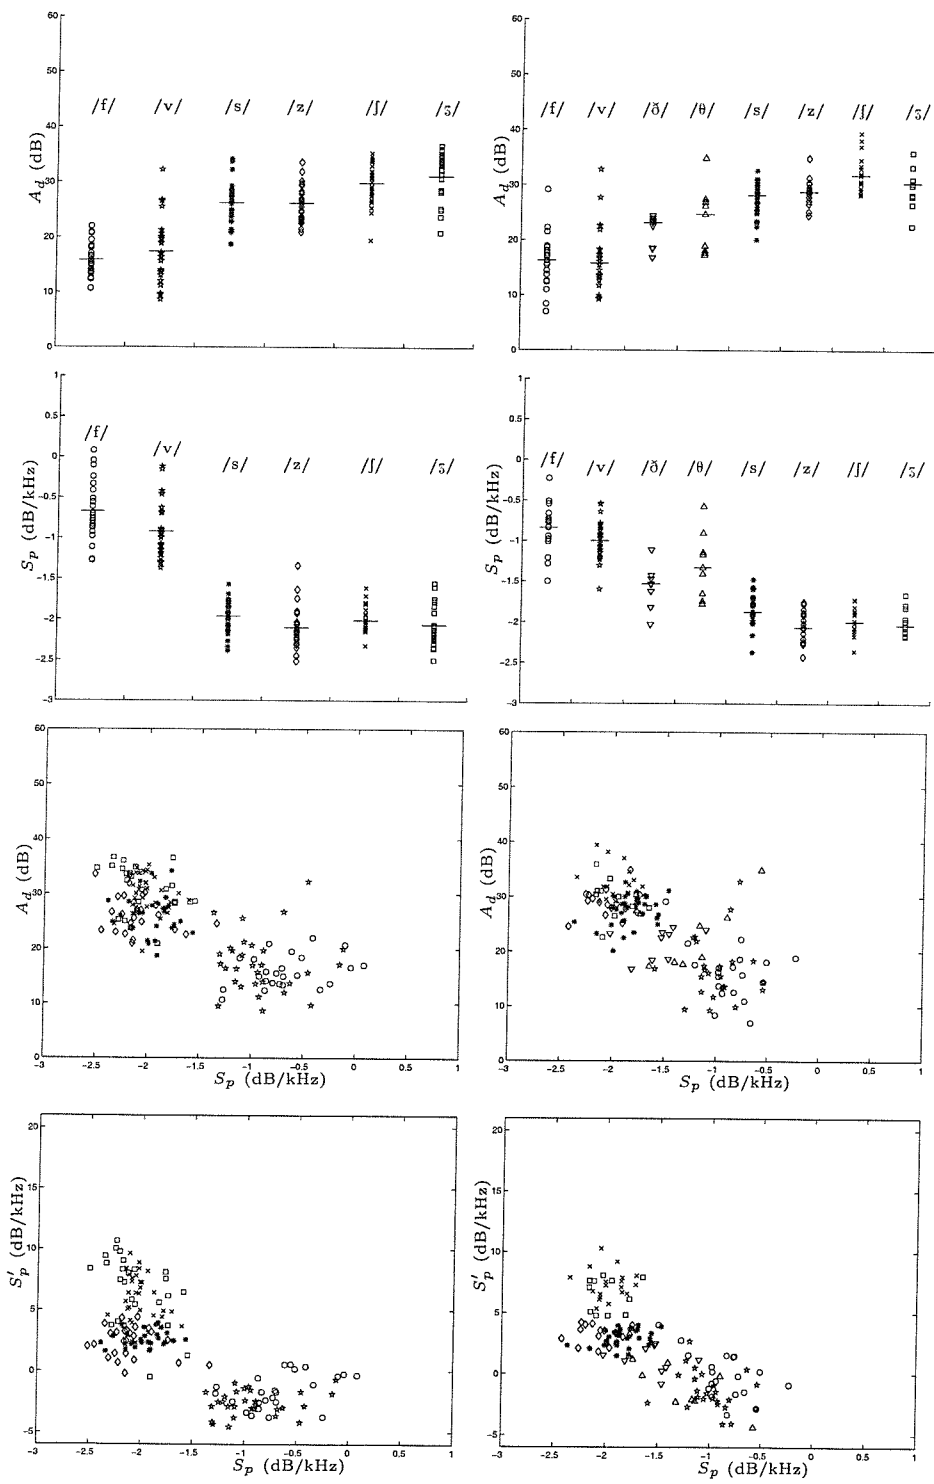 60
50
40
30
20
10
0
A_d (dB)
/f/ /v/ /s/ /z/ /ʃ/ /ʒ/
60
50
40
30
20
10
0
A_d (dB)
/f/ /v/ /ð/ /θ/ /s/ /z/ /ʃ/ /ʒ/
1
0.5
0
−0.5
−1
−1.5
−2
−2.5
−3
S_p (dB/kHz)
/f/ /v/ /s/ /z/ /ʃ/ /ʒ/
1
0.5
0
−0.5
−1
−1.5
−2
−2.5
−3
S_p (dB/kHz)
/f/ /v/ /ð/ /θ/ /s/ /z/ /ʃ/ /ʒ/
60
50
40
30
20
10
0
A_d (dB)
−3 −2.5 −2 −1.5 −1 −0.5 0 0.5 1
S_p (dB/kHz)
60
50
40
30
20
10
0
A_d (dB)
−3 −2.5 −2 −1.5 −1 −0.5 0 0.5 1
S_p (dB/kHz)
20
15
10
5
0
−5
S'_p (dB/kHz)
−3 −2.5 −2 −1.5 −1 −0.5 0 0.5 1
S_p (dB/kHz)
20
15
10
5
0
−5
S'_p (dB/kHz)
−3 −2.5 −2 −1.5 −1 −0.5 0 0.5 1
S_p (dB/kHz)